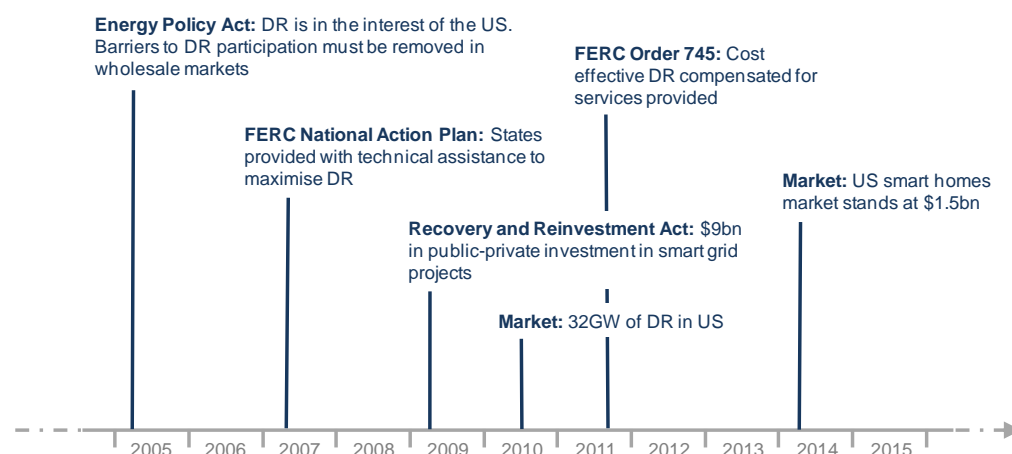 Energy Policy Act: DR is in the interest of the US.
Barriers to DR participation must be removed in
wholesale markets
FERC Order 745: Cost
effective DR compensated for
services provided
FERC National Action Plan: States
provided with technical assistance to
maximise DR
Market: US smart homes
market stands at $1.5bn
Recovery and Reinvestment Act: $9bn
in public-private investment in smart grid
projects
Market: 32GW of DR in US
2005 2006 2007 2008 2009 2010 2011 2012 2013 2014 2015